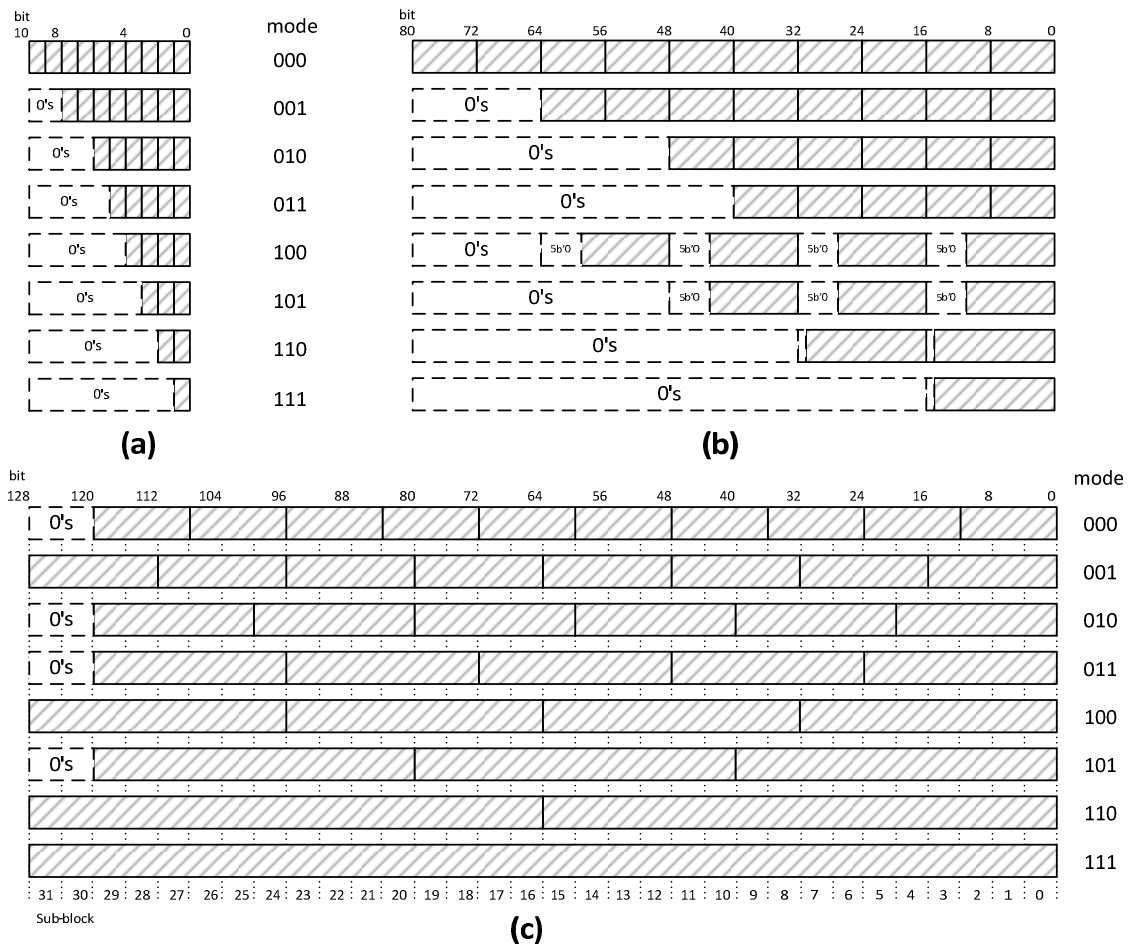 bit
10 8 4 0
mode
000
001
010
011
100
101
110
111
0's
0's
0's
0's
0's
0's
0's
(a)
bit
80 72 64 56 48 40 32 24 16 8 0
0's
0's
0's
0's 5b'0 5b'0 5b'0 5b'0
0's 5b'0 5b'0 5b'0
0's
0's
(b)
bit
128 120 112 104 96 88 80 72 64 56 48 40 32 24 16 8 0
mode
0's 000
001
0's 010
0's 011
100
0's 101
110
111
31 30 29 28 27 26 25 24 23 22 21 20 19 18 17 16 15 14 13 12 11 10 9 8 7 6 5 4 3 2 1 0
Sub-block
(c)